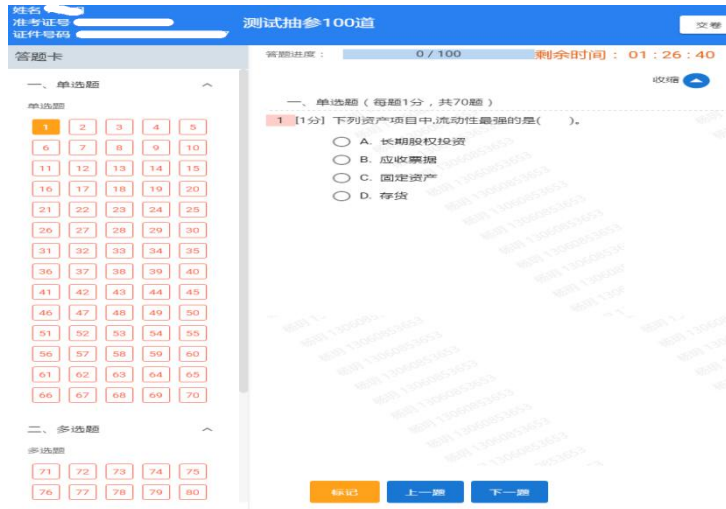 姓名
准考证号
证件号码
测试抽参100道
交卷
答题卡
答题进度：
0 / 100
剩余时间： 01：26：40
收缩
一、单选题
单选题
1 2 3 4 5
6 7 8 9 10
11 12 13 14 15
16 17 18 19 20
21 22 23 24 25
26 27 28 29 30
31 32 33 34 35
36 37 38 39 40
41 42 43 44 45
46 47 48 49 50
51 52 53 54 55
56 57 58 59 60
61 62 63 64 65
66 67 68 69 70
二、多选题
多选题
71 72 73 74 75
76 77 78 79 80
一、单选题（每题1分，共70题）
1 [1分] 下列资产项目中,流动性最强的是( )。
A. 长期股权投资
B. 应收票据
C. 固定资产
D. 存货
标记 上一题 下一题